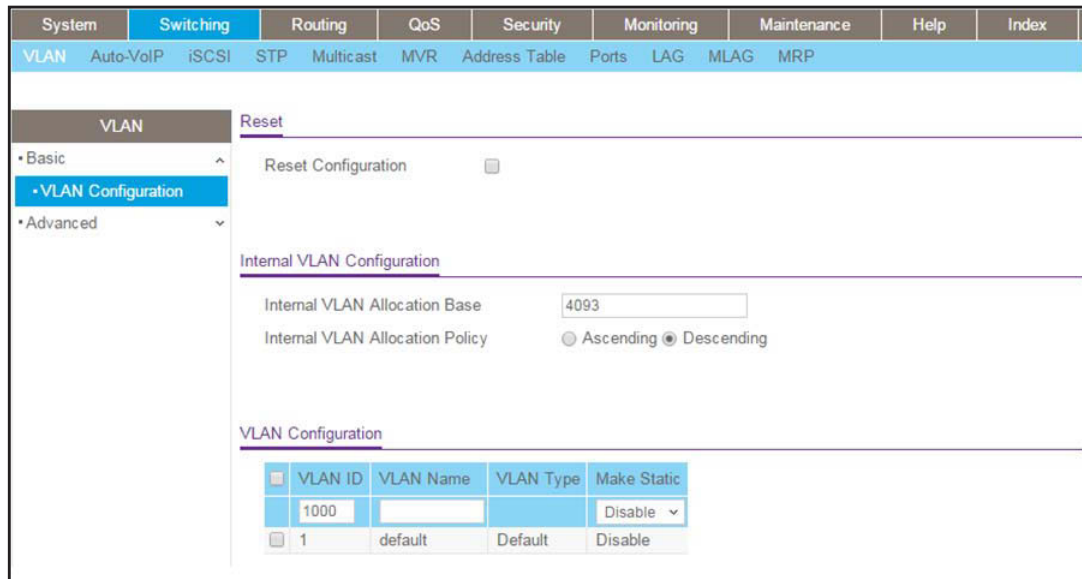 System Switching Routing QoS Security Monitoring Maintenance Help Index
VLAN Auto-VoIP iSCSI STP Multicast MVR Address Table Ports LAG MLAG MRP
VLAN
•Basic
•VLAN Configuration
•Advanced
Reset
Reset Configuration
Internal VLAN Configuration
Internal VLAN Allocation Base 4093
Internal VLAN Allocation Policy Ascending Descending
VLAN Configuration
VLAN ID VLAN Name VLAN Type Make Static
1000 Disable
1 default Default Disable